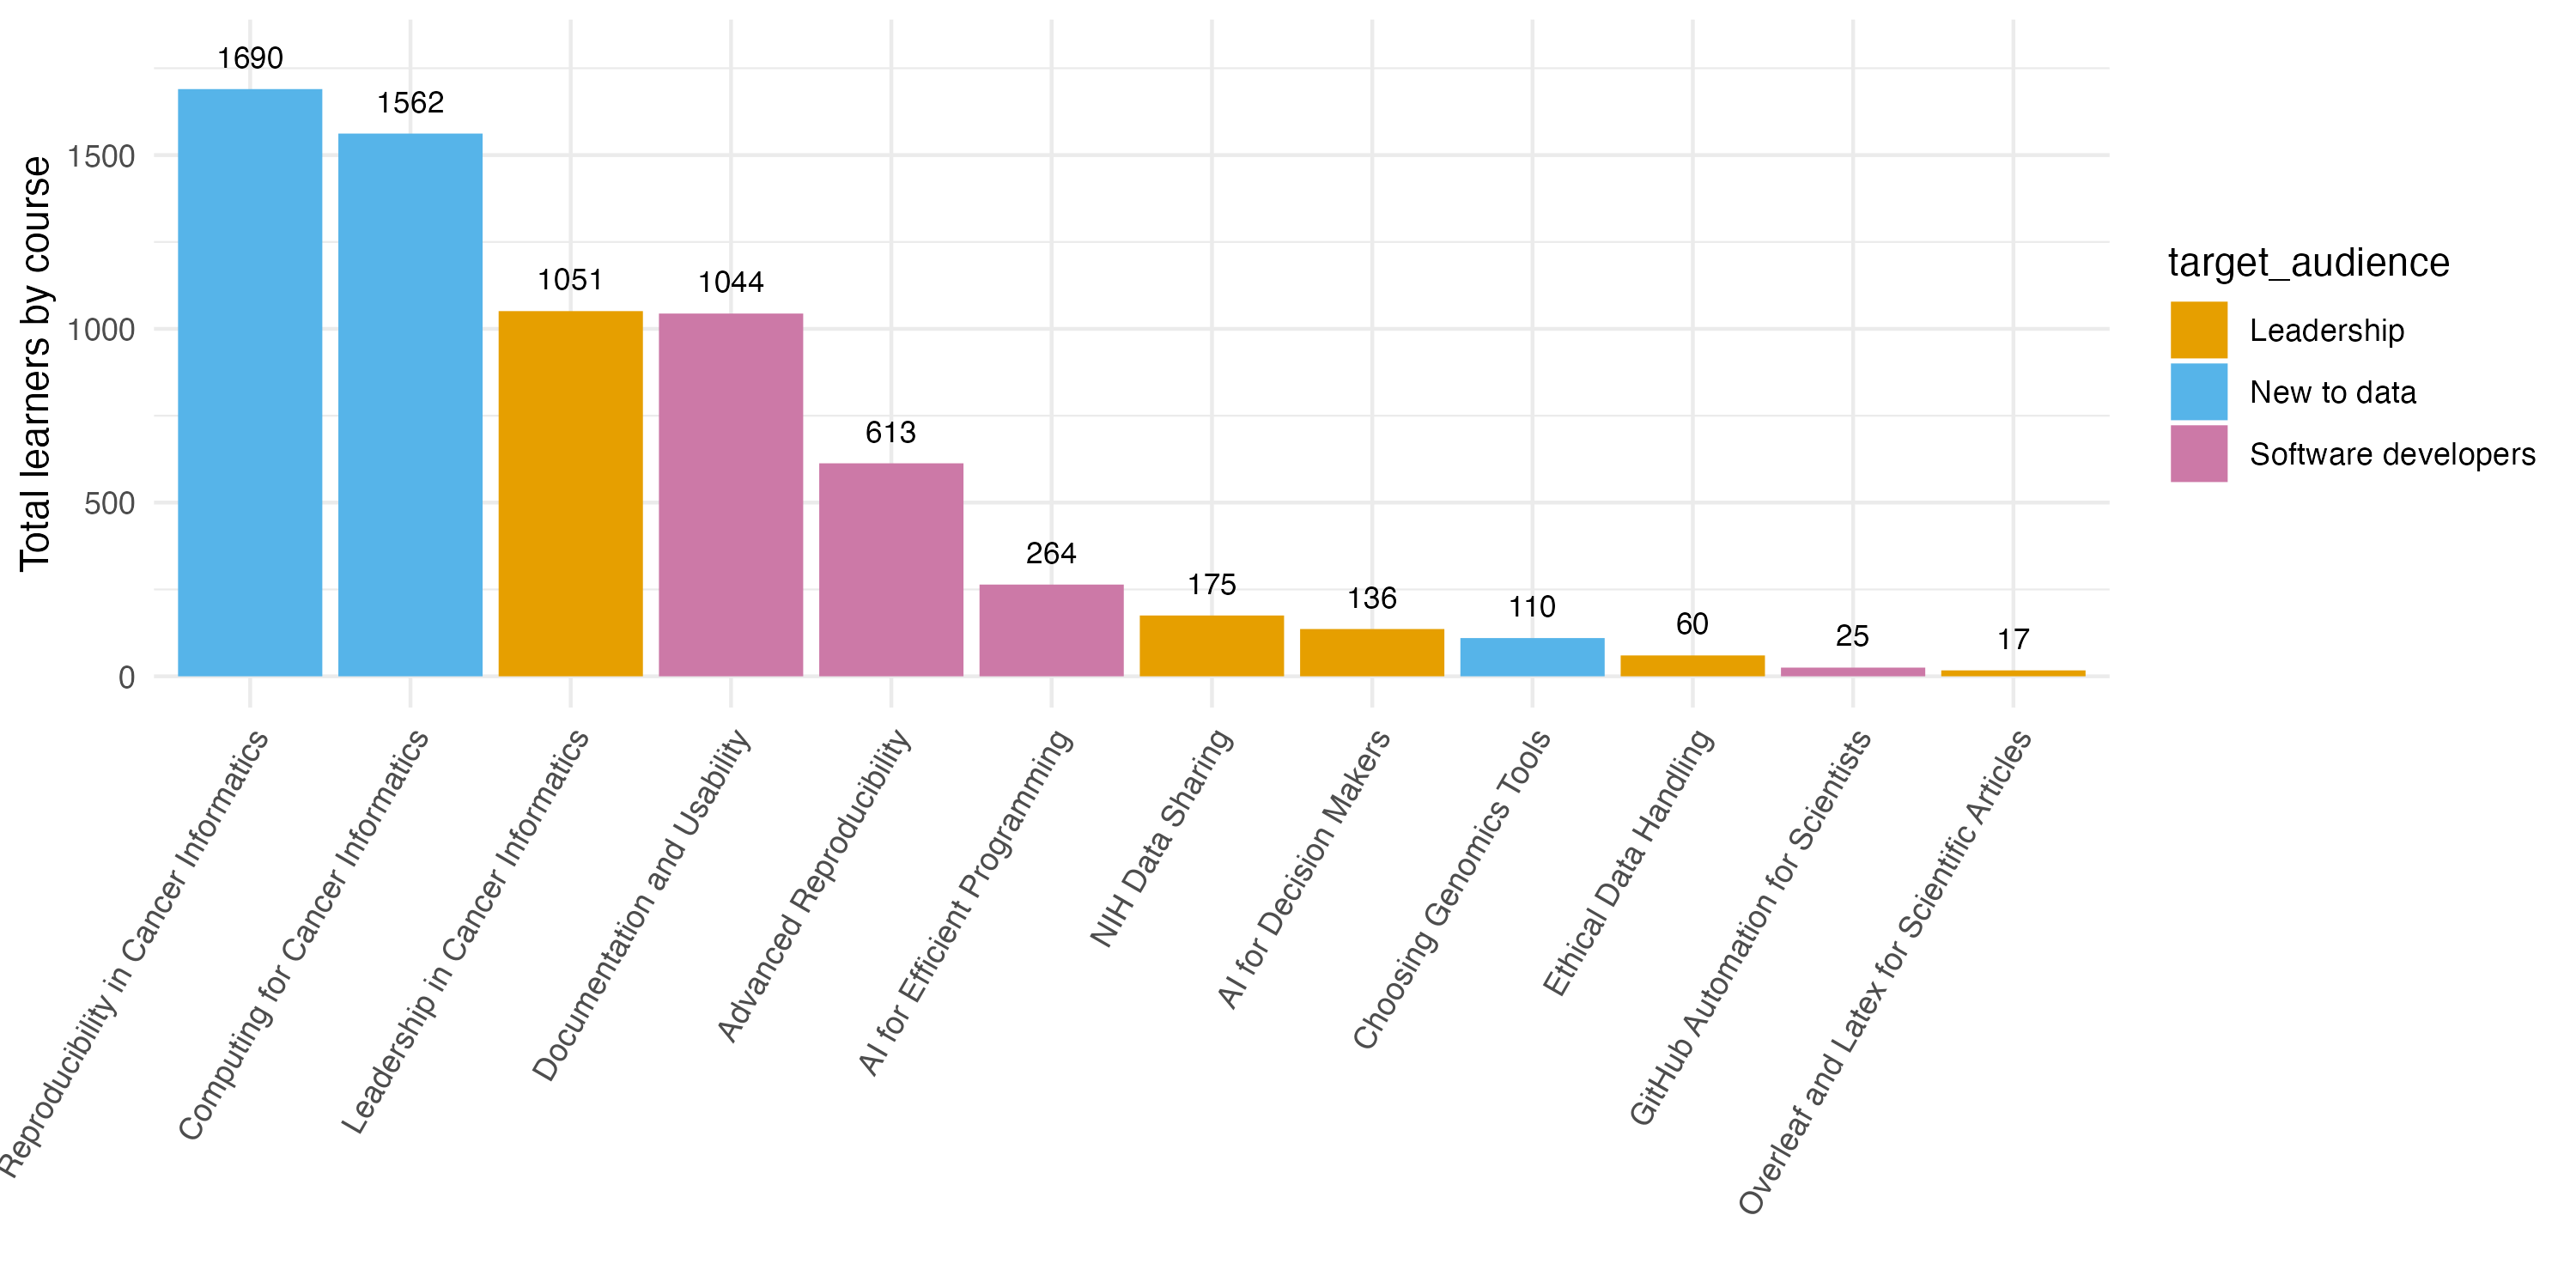 1690
1562
1051
1044
613
264
175
136
110
60
25
17
Total learners by course
1500
1000
500
0
Reproducibility in Cancer Informatics
Computing for Cancer Informatics
Leadership in Cancer Informatics
Documentation and Usability
Advanced Reproducibility
AI for Efficient Programming
NIH Data Sharing
AI for Decision Makers
Choosing Genomics Tools
Ethical Data Handling
GitHub Automation for Scientists
Overleaf and Latex for Scientific Articles
target_audience
Leadership
New to data
Software developers